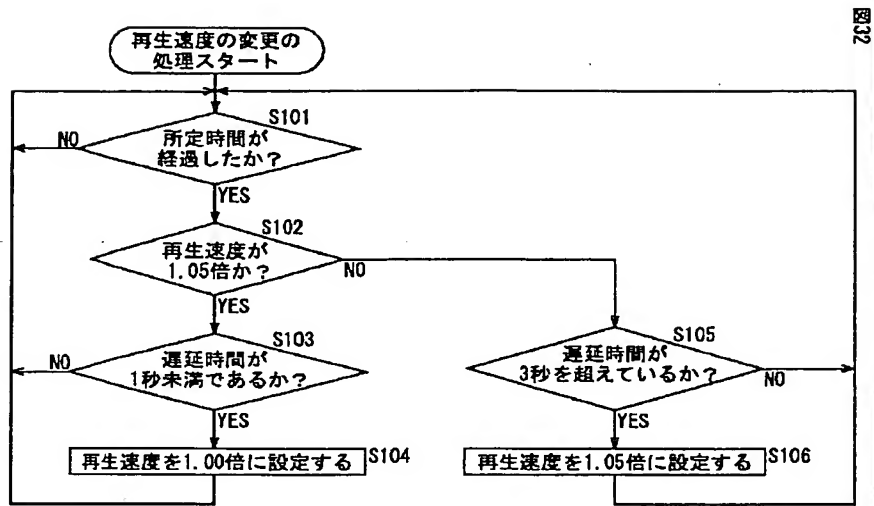 図32
再生速度の変更の
処理スタート
S101
所定時間が
経過したか？
NO
YES
S102
再生速度が
1.05倍か？
NO
YES
S103
遅延時間が
1秒未満であるか？
NO
YES
S105
遅延時間が
3秒を超えているか？
NO
YES
再生速度を1.00倍に設定する
S104
再生速度を1.05倍に設定する
S106